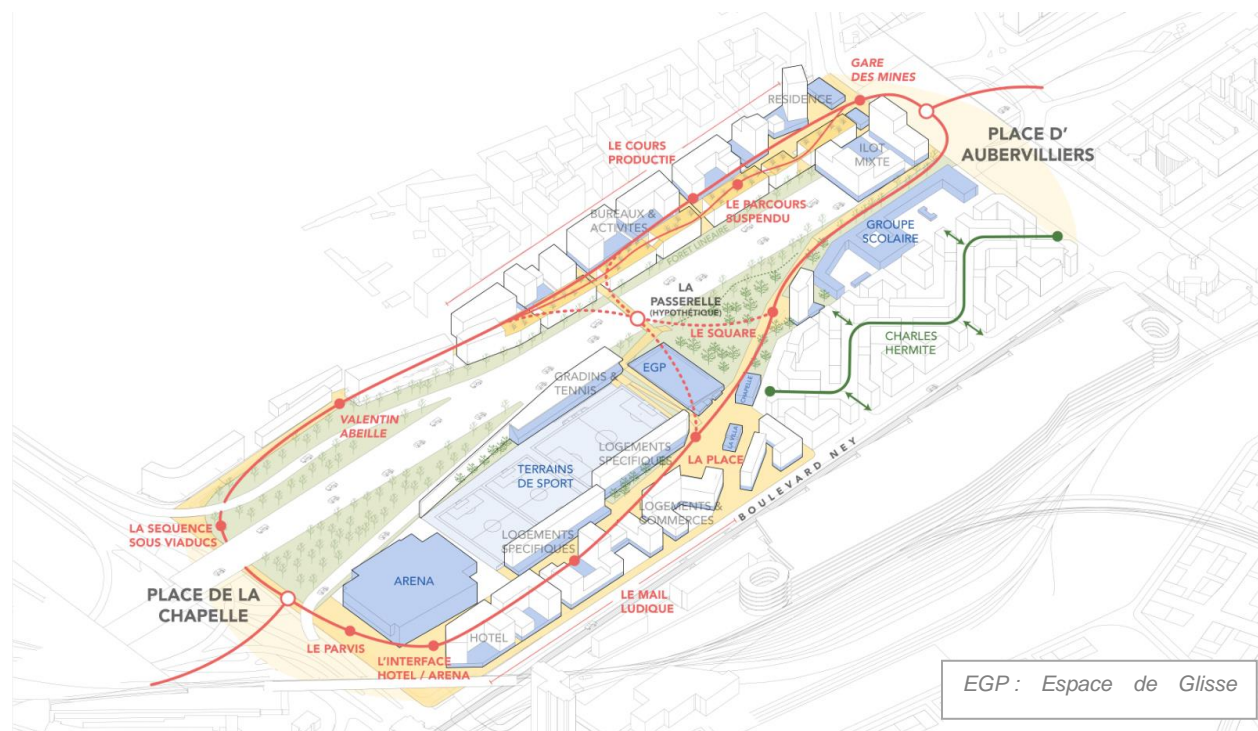 GARE
DES MINES
RESIDENCE
PLACE D'
AUBERVILLIERS
LE COURS
PRODUCTIF
ILOT
MIXTE
LE PARCOURS
SUSPENDU
BUREAUX &
ACTIVITES
GROUPE
SCOLAIRE
FORET LINEAIRE
LA
PASSERELLE
(HYPOTHÉTIQUE)
LE SQUARE
CHARLES
HERMITE
EGP
GRADINS &
TENNIS
CHAPELLE
VALENTIN
ABEILLE
LA VILLA
LOGEMENTS
SPECIFIQUES
LA PLACE
TERRAINS
DE SPORT
BOULEVARD NEY
LOGEMENTS &
COMMERCES
LA SEQUENCE
SOUS VIADUCS
LOGEMENTS
SPECIFIQUES
ARENA
PLACE DE LA
CHAPELLE
LE MAIL
LUDIQUE
HOTEL
LE PARVIS
L'INTERFACE
HOTEL / ARENA
EGP : Espace de Glisse